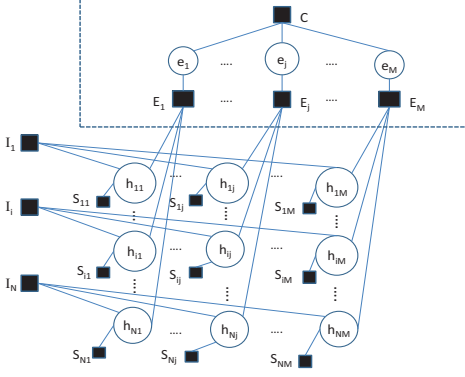 C
e1 .... ej .... eM
E1 .... Ej .... EM
I1
h11 .... h1j .... h1M
S11 S1j S1M
Ii
hi1 .... hij .... hiM
Si1 Sij SiM
IN
hN1 .... hNj .... hNM
SN1 SNj SNM